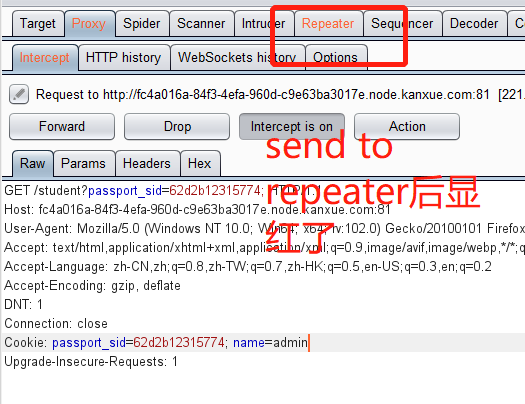 Target Proxy Spider Scanner Intruder Repeater Sequencer Decoder
Intercept HTTP history WebSockets history Options
Request to http://fc4a016a-84f3-4efa-960d-c9e63ba3017e.node.kanxue.com:81 [221.
Forward Drop Intercept is on Action
Raw Params Headers Hex
send to
repeater后显
红了
GET /student?passport_sid=62d2b12315774; HTTP/1.1
Host: fc4a016a-84f3-4efa-960d-c9e63ba3017e.node.kanxue.com:81
User-Agent: Mozilla/5.0 (Windows NT 10.0; Win64; x64; rv:102.0) Gecko/20100101 Firefox
Accept: text/html,application/xhtml+xml,application/xml;q=0.9,image/avif,image/webp,*/*;q
Accept-Language: zh-CN,zh;q=0.8,zh-TW;q=0.7,zh-HK;q=0.5,en-US;q=0.3,en;q=0.2
Accept-Encoding: gzip, deflate
DNT: 1
Connection: close
Cookie: passport_sid=62d2b12315774; name=admin
Upgrade-Insecure-Requests: 1